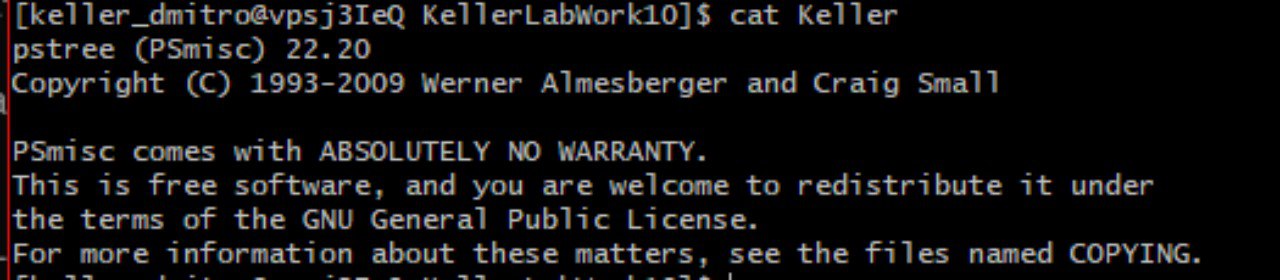 [keller_dmitro@vpsj3IeQ KellerLabWork10]$ cat Keller
pstree (PSmisc) 22.20
Copyright (C) 1993-2009 Werner Almesberger and Craig Small
PSmisc comes with ABSOLUTELY NO WARRANTY.
This is free software, and you are welcome to redistribute it under
the terms of the GNU General Public License.
For more information about these matters, see the files named COPYING.